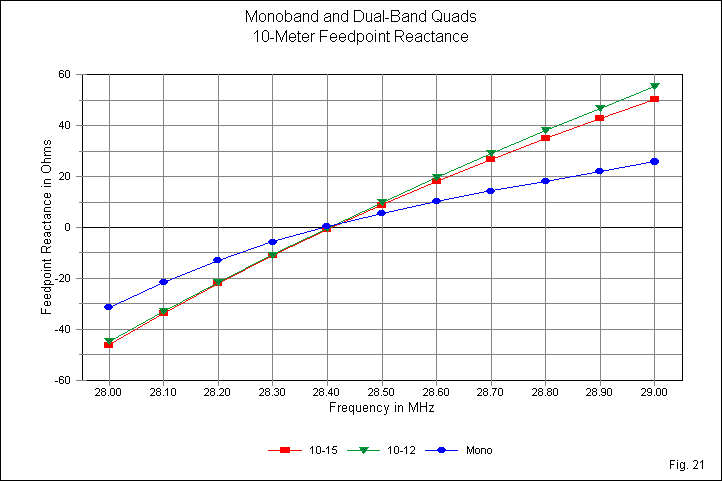 Monoband and Dual-Band Quads
10-Meter Feedpoint Reactance
Feedpoint Reactance in Ohms
60
40
20
0
-20
-40
-60
28.00 28.10 28.20 28.30 28.40 28.50 28.60 28.70 28.80 28.90 29.00
Frequency in MHz
10-15 10-12 Mono
Fig. 21